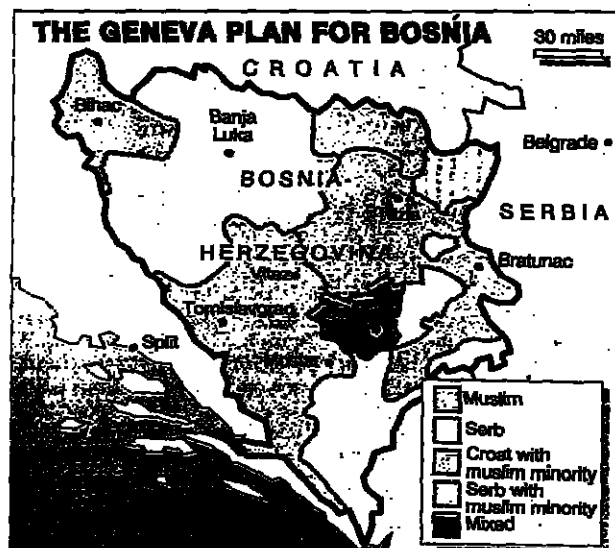 THE GENEVA PLAN FOR BOSNIA
30 miles
CROATIA
Bihac
Banja
Luka
Belgrade
BOSNIA-
SERBIA
HERZEGOVINA
Vitez
Bratunac
Split
Muslim
Serb
Croat with
muslim minority
Serb with
muslim minority
Mixed